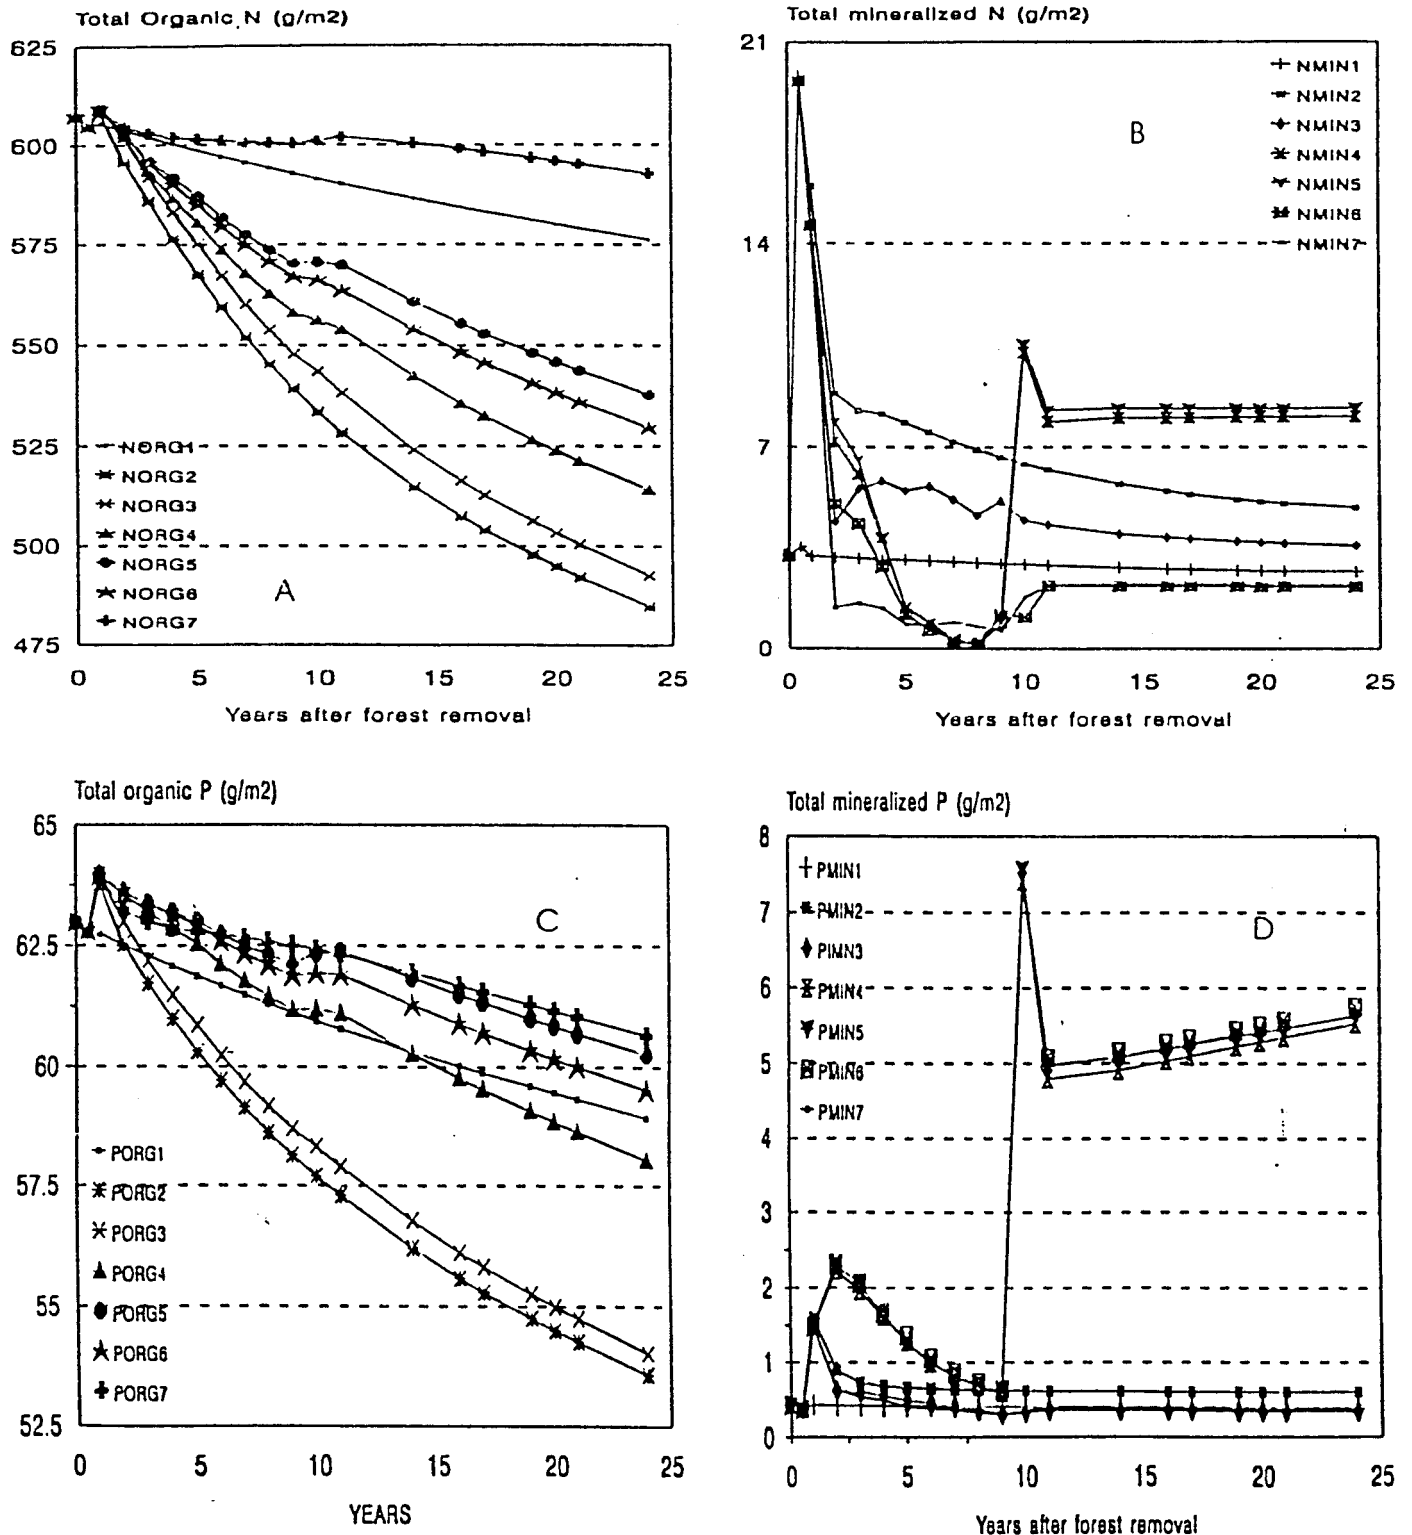 Total Organic N (g/m2)
625
600
575
550
525
500
475
NORG1
NORG2
NORG3
NORG4
NORG5
NORG6
NORG7
A
0 5 10 15 20 25
Years after forest removal
Total mineralized N (g/m2)
21
14
7
0
NMIN1
NMIN2
NMIN3
NMIN4
NMIN5
NMIN6
NMIN7
B
0 5 10 15 20 25
Years after forest removal
Total organic P (g/m2)
65
62.5
60
57.5
55
52.5
C
PORG1
PORG2
PORG3
PORG4
PORG5
PORG6
PORG7
0 5 10 15 20 25
YEARS
Total mineralized P (g/m2)
8
7
6
5
4
3
2
1
0
PMIN1
PMIN2
PIMN3
PMIN4
PMIN5
PMIN6
PMIN7
D
0 5 10 15 20 25
Years after forest removal